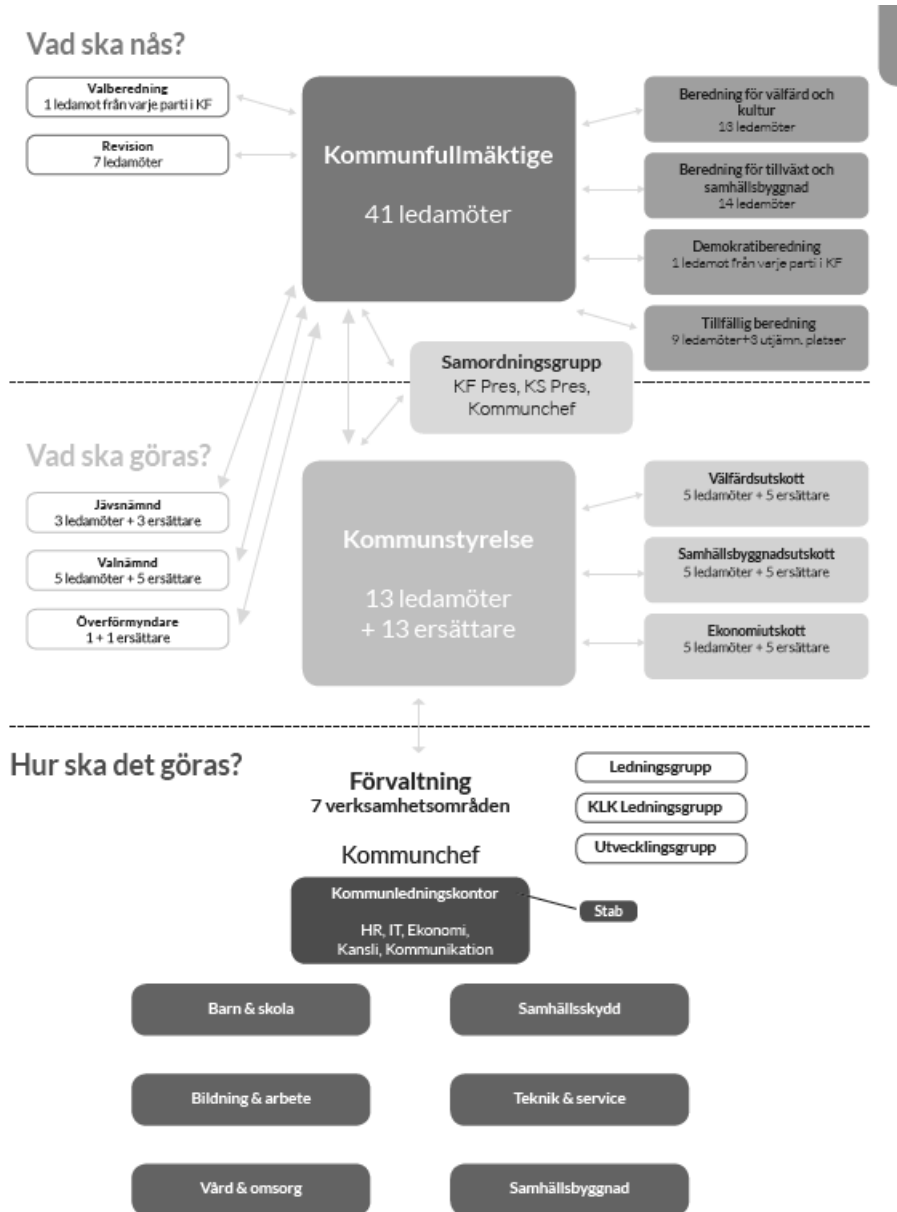 Vad ska nås?
Valberedning
1 ledamot från varje parti i KF
Revision
7 ledamöter
Kommunfullmäktige
41 ledamöter
Beredning för välfärd och
kultur
13 ledamöter
Beredning för tillväxt och
samhällsbyggnad
14 ledamöter
Demokratiberedning
1 ledamot från varje parti i KF
Tillfällig beredning
9 ledamöter+3 utjämn. platser
Samordningsgrupp
KF Pres, KS Pres,
Kommunchef
Vad ska göras?
Jävsnämnd
3 ledamöter + 3 ersättare
Valnämnd
5 ledamöter + 5 ersättare
Överförmyndare
1 + 1 ersättare
Kommunstyrelse
13 ledamöter
+ 13 ersättare
Välfärdsutskott
5 ledamöter + 5 ersättare
Samhällsbyggnadsutskott
5 ledamöter + 5 ersättare
Ekonomiutskott
5 ledamöter + 5 ersättare
Hur ska det göras?
Förvaltning
7 verksamhetsområden
Kommunchef
Ledningsgrupp
KLK Ledningsgrupp
Utvecklingsgrupp
Kommunledningskontor
HR, IT, Ekonomi,
Kansli, Kommunikation
Stab
Barn & skola
Samhällsskydd
Bildning & arbete
Teknik & service
Vård & omsorg
Samhällsbyggnad